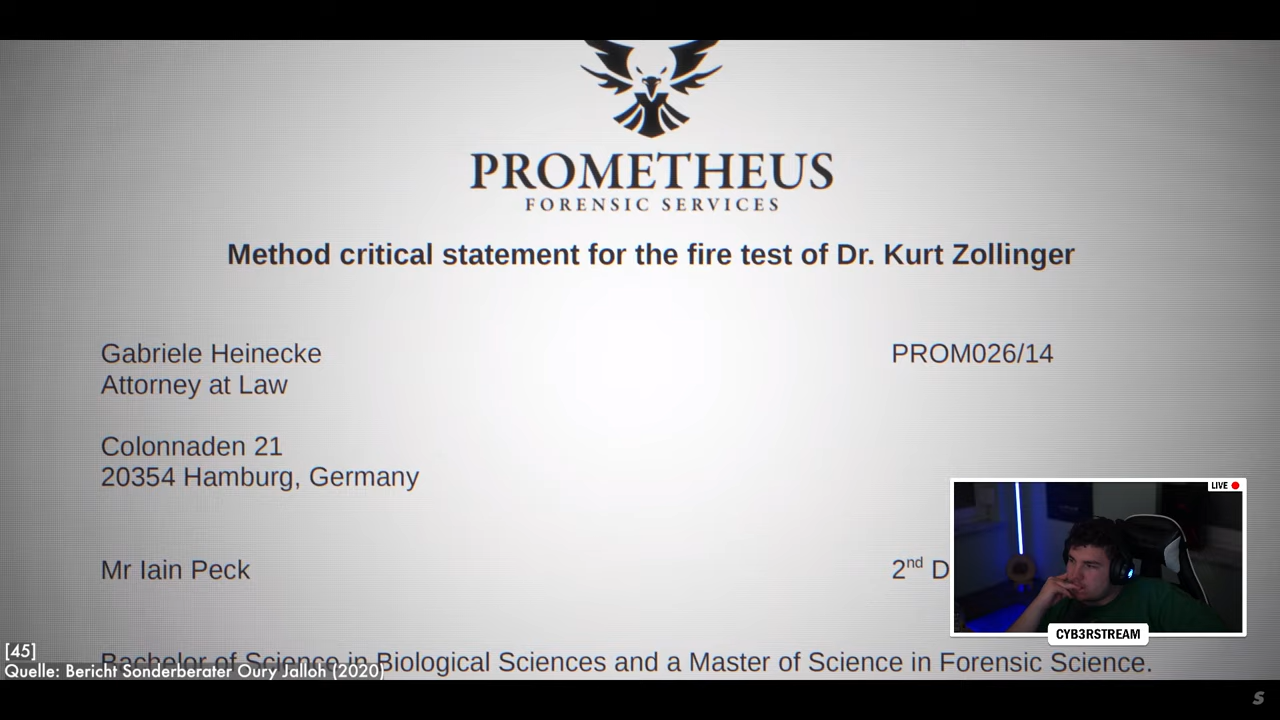 PROMETHEUS
FORENSIC SERVICES
Method critical statement for the fire test of Dr. Kurt Zollinger
Gabriele Heinecke
PROM026/14
Attorney at Law
Colonnaden 21
20354 Hamburg, Germany
Mr Iain Peck
2nd D
LIVE
CYB3RSTREAM
Bachelor of Science in Biological Sciences and a Master of Science in Forensic Science.
[45]
Quelle: Bericht Sonderberater Oury Jalloh (2020)
S